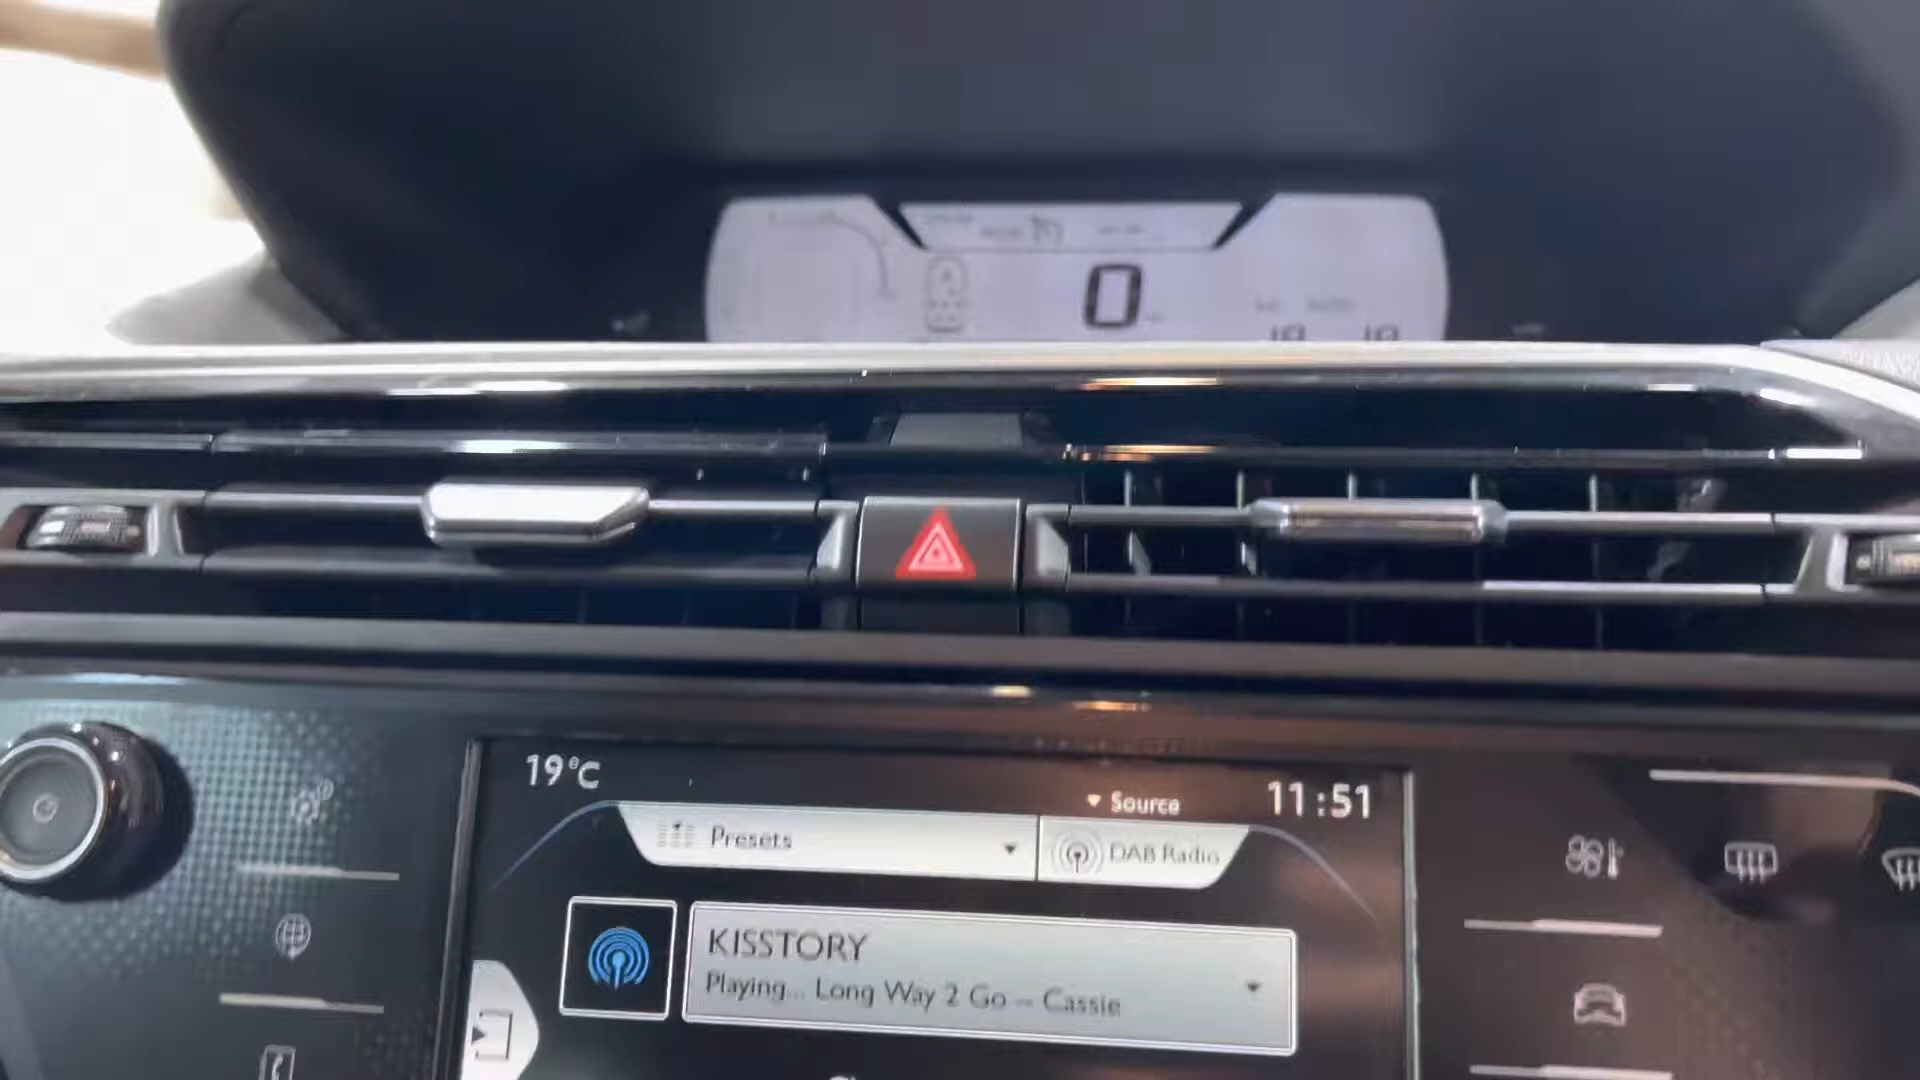 0
19°C
11:51
Source
Presets
DAB Radio
KISSTORY
Playing... Long Way 2 Go – Cassie